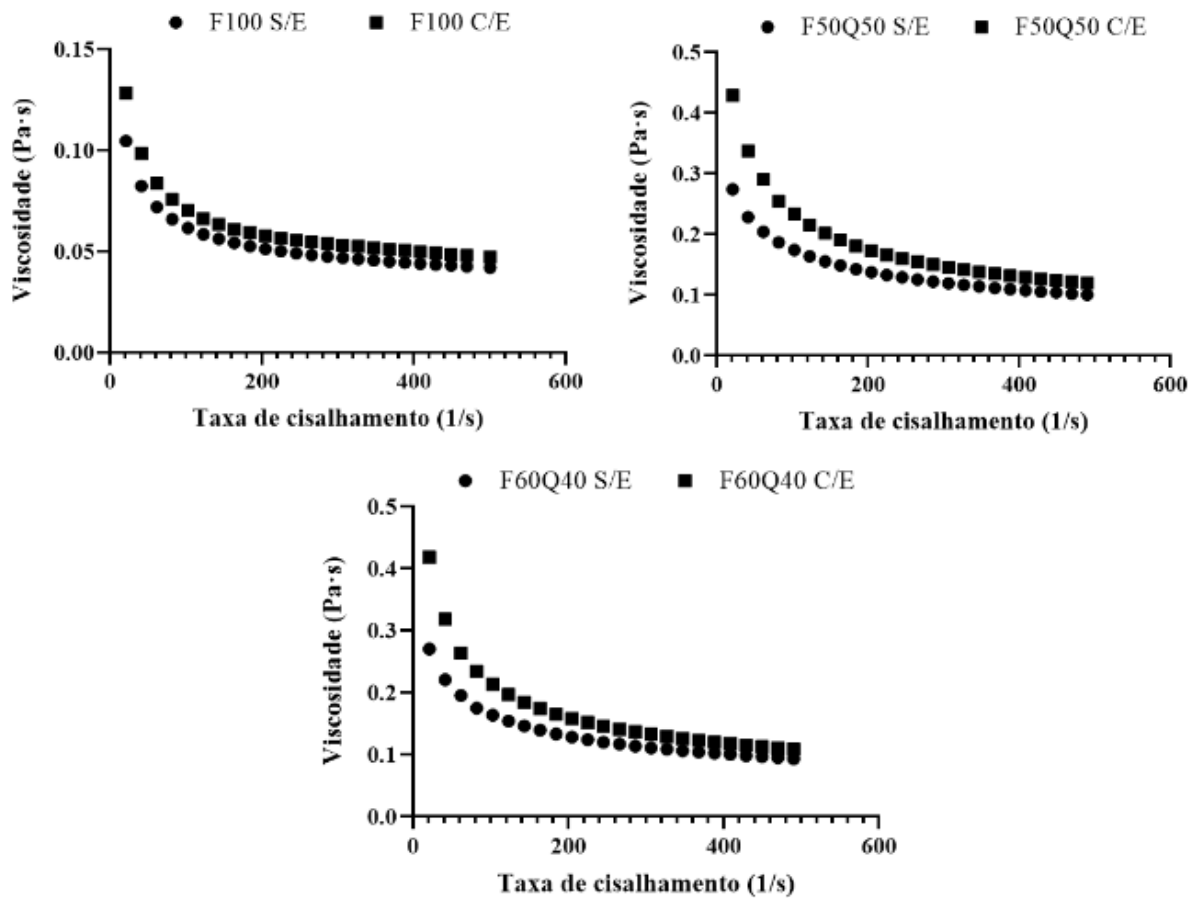 F100 S/E F100 C/E
0.15
0.10
0.05
0.00
Viscosidade (Pa·s)
0 200 400 600
Taxa de cisalhamento (1/s)
F50Q50 S/E F50Q50 C/E
0.5
0.4
0.3
0.2
0.1
0.0
Viscosidade (Pa·s)
0 200 400 600
Taxa de cisalhamento (1/s)
F60Q40 S/E F60Q40 C/E
0.5
0.4
0.3
0.2
0.1
0.0
Viscosidade (Pa·s)
0 200 400 600
Taxa de cisalhamento (1/s)